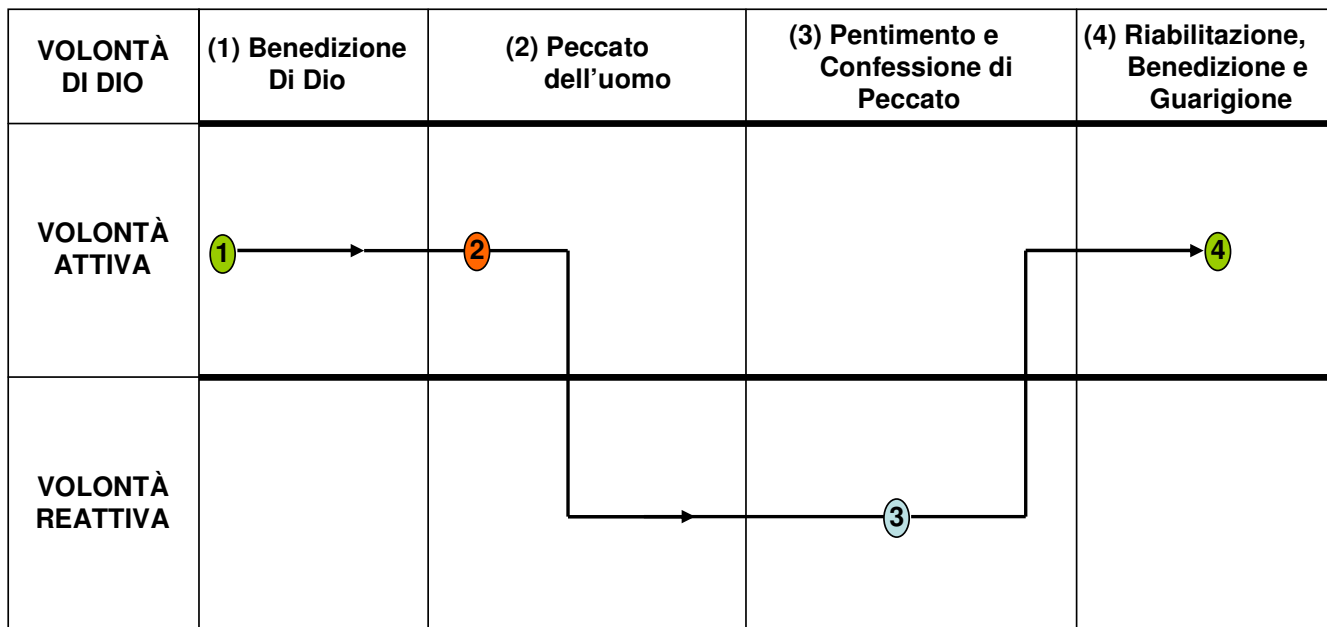 VOLONTÀ
DI DIO
(1) Benedizione
Di Dio
(2) Peccato
dell’uomo
(3) Pentimento e
Confessione di
Peccato
(4) Riabilitazione,
Benedizione e
Guarigione
VOLONTÀ
ATTIVA
1
2
4
VOLONTÀ
REATTIVA
3